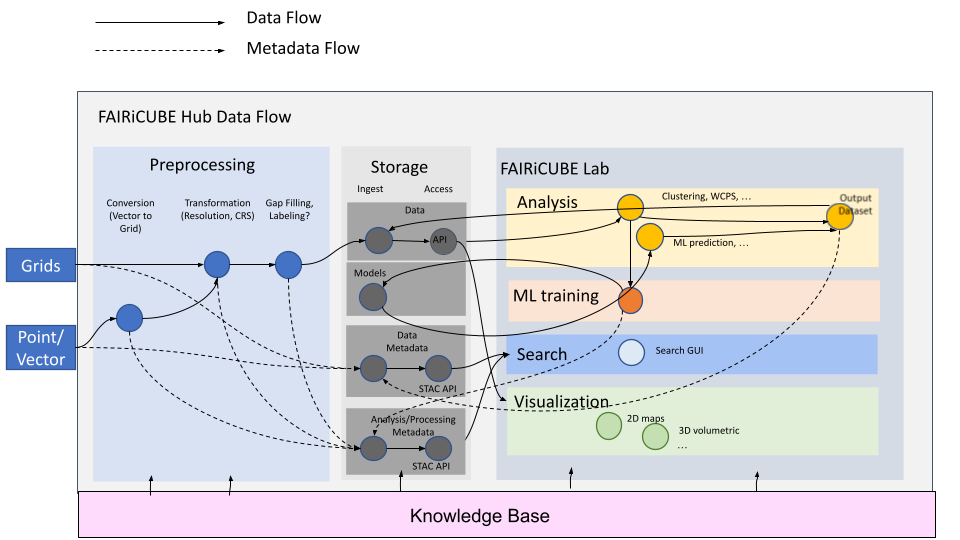 Data Flow
Metadata Flow
FAIRiCUBE Hub Data Flow
Preprocessing
Conversion
(Vector to
Grid)
Transformation
(Resolution, CRS)
Gap Filling,
Labeling?
Grids
Point/
Vector
Storage
Ingest
Access
Data
API
Models
Data
Metadata
STAC API
Analysis/Processing
Metadata
STAC API
FAIRiCUBE Lab
Analysis
Clustering, WCPS, ...
Output
Dataset
ML prediction, ...
ML training
Search
Search GUI
Visualization
2D maps
3D volumetric
...
Knowledge Base